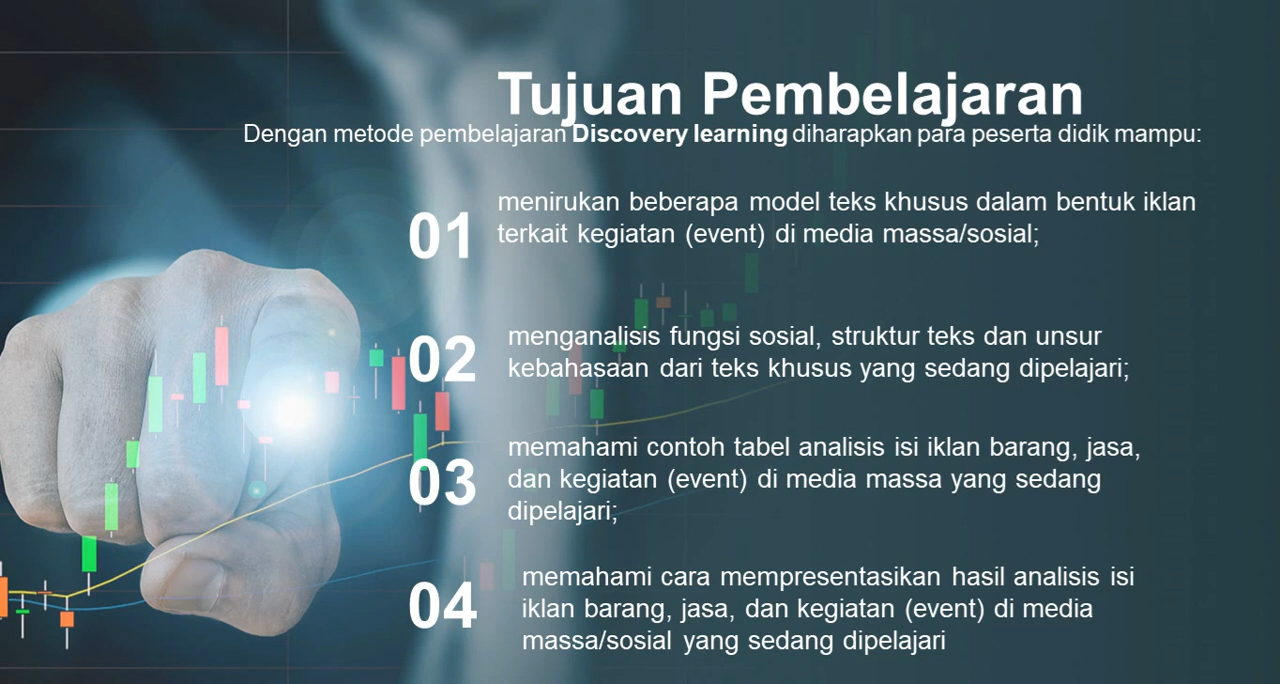 Tujuan Pembelajaran
Dengan metode pembelajaran Discovery learning diharapkan para peserta didik mampu:
01
menirukan beberapa model teks khusus dalam bentuk iklan
terkait kegiatan (event) di media massa/sosial;
02
menganalisis fungsi sosial, struktur teks dan unsur
kebahasaan dari teks khusus yang sedang dipelajari;
03
memahami contoh tabel analisis isi iklan barang, jasa,
dan kegiatan (event) di media massa yang sedang
dipelajari;
04
memahami cara mempresentasikan hasil analisis isi
iklan barang, jasa, dan kegiatan (event) di media
massa/sosial yang sedang dipelajari